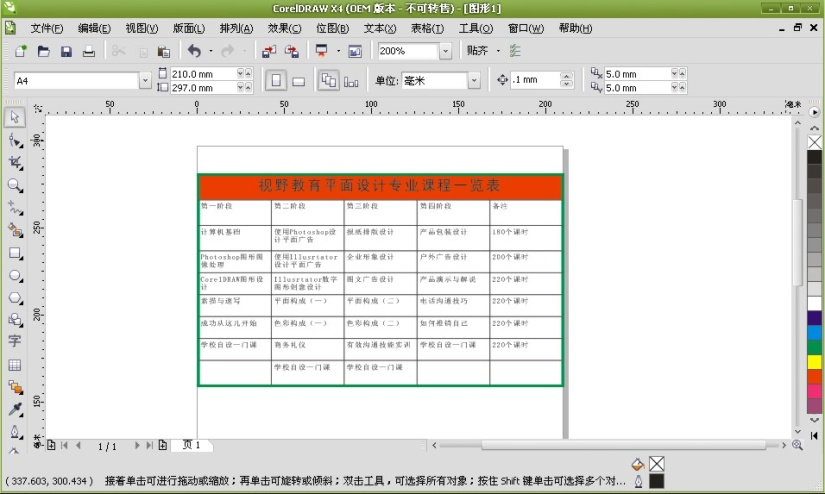 CorelDRAW X4 (OEM 版本 - 不可转售) - [图形1]
文件(F) 编辑(E) 视图(V) 版面(L) 排列(A) 效果(C) 位图(B) 文本(X) 表格(T) 工具(O) 窗口(W) 帮助(H)
200% 贴齐
A4 210.0 mm 297.0 mm 单位: 毫米 .1 mm 5.0 mm 5.0 mm
50 0 50 100 150 200 250 300 毫米
300
250
200
150
毫米
视野教育平面设计专业课程一览表
第一阶段 第二阶段 第三阶段 第四阶段 备注
计算机基础 使用Photoshop设计平面广告 报纸排版设计 产品包装设计 180个课时
Photoshop图形图像处理 使用Illusrtator设计平面广告 企业形象设计 户外广告设计 200个课时
CorelDRAW图形设计 Illusrtator数字图形创意设计 图文广告设计 产品演示与解说 220个课时
素描与速写 平面构成（一） 平面构成（二） 电话沟通技巧 220个课时
成功从这儿开始 色彩构成（一） 色彩构成（二） 如何推销自己 220个课时
学校自设一门课 商务礼仪 有效沟通技能实训 学校自设一门课 220个课时
学校自设一门课 学校自设一门课
1 / 1 页 1
( 337.603, 300.434 ) 接着单击可进行拖动或缩放；再单击可旋转或倾斜；双击工具，可选择所有对象；按住 Shift 键单击可选择多个对...